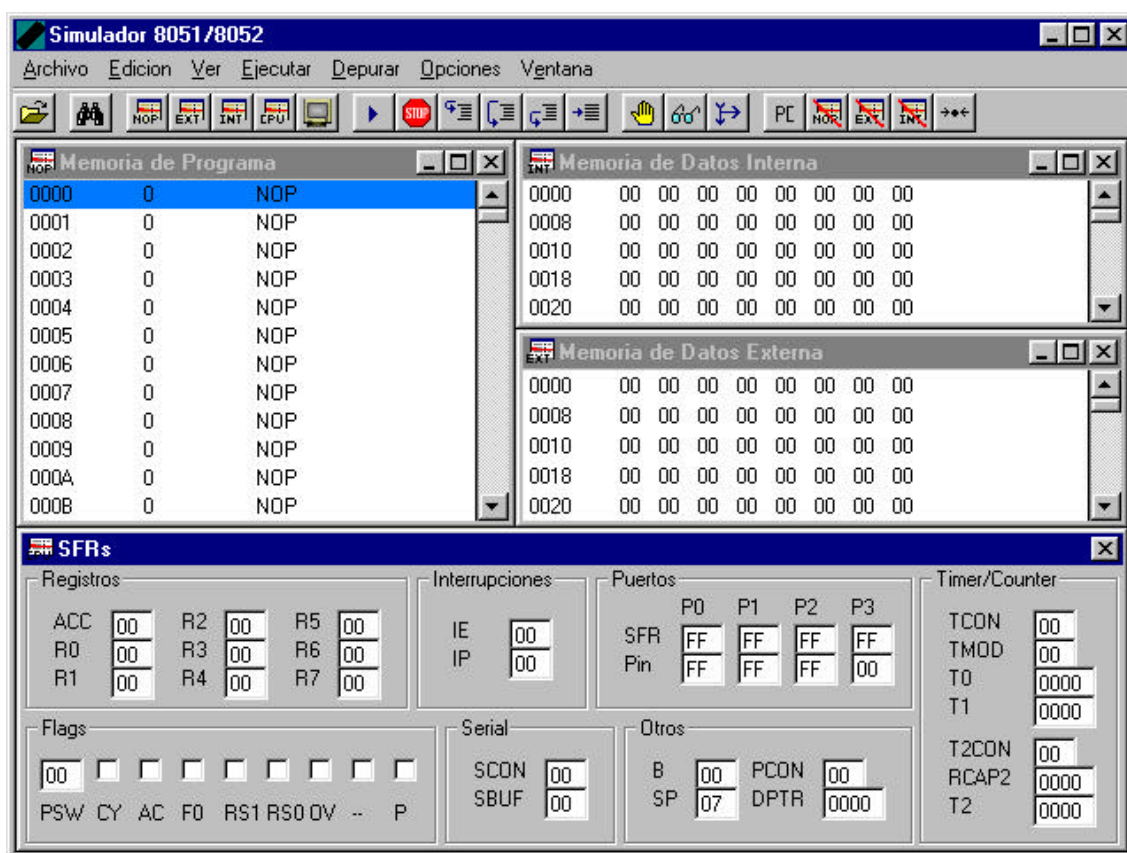 Simulador 8051/8052
Archivo Edicion Ver Ejecutar Depurar Opciones Ventana
NOP EXT INT CPU STOP PC NOP EXT INT
NOP Memoria de Programa
0000 0 NOP
0001 0 NOP
0002 0 NOP
0003 0 NOP
0004 0 NOP
0005 0 NOP
0006 0 NOP
0007 0 NOP
0008 0 NOP
0009 0 NOP
000A 0 NOP
000B 0 NOP
INT Memoria de Datos Interna
0000 00 00 00 00 00 00 00 00
0008 00 00 00 00 00 00 00 00
0010 00 00 00 00 00 00 00 00
0018 00 00 00 00 00 00 00 00
0020 00 00 00 00 00 00 00 00
EXT Memoria de Datos Externa
0000 00 00 00 00 00 00 00 00
0008 00 00 00 00 00 00 00 00
0010 00 00 00 00 00 00 00 00
0018 00 00 00 00 00 00 00 00
0020 00 00 00 00 00 00 00 00
SFRs
Registros
ACC 00 R2 00 R5 00
R0 00 R3 00 R6 00
R1 00 R4 00 R7 00
Interrupciones
IE 00
IP 00
Puertos
P0 P1 P2 P3
SFR FF FF FF FF
Pin FF FF FF 00
Timer/Counter
TCON 00
TMOD 00
T0 0000
T1 0000
T2CON 00
RCAP2 0000
T2 0000
Flags
00
PSW CY AC F0 RS1 RS0 OV -- P
Serial
SCON 00
SBUF 00
Otros
B 00 PCON 00
SP 07 DPTR 0000